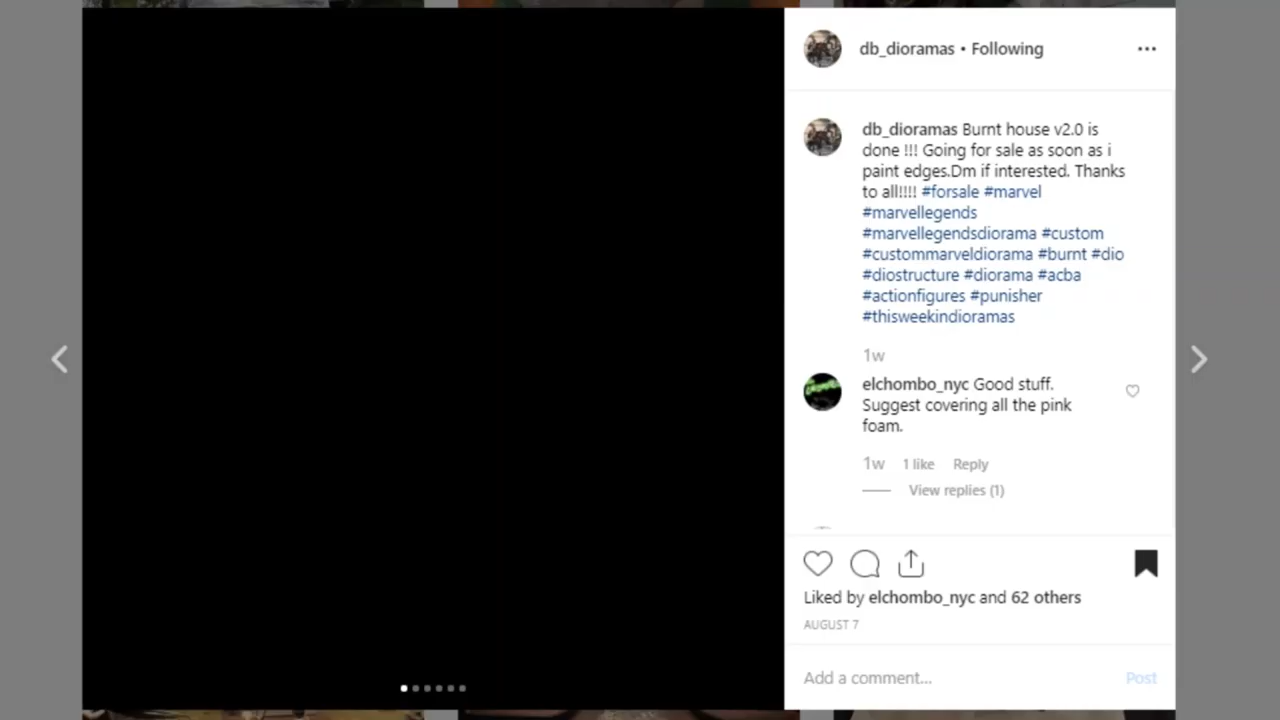 db_dioramas • Following
db_dioramas Burnt house v2.0 is
done !!! Going for sale as soon as i
paint edges.Dm if interested. Thanks
to all!!!! #forsale #marvel
#marvellegends
#marvellegendsdiorama #custom
#custommarveldiorama #burnt #dio
#diostructure #diorama #acba
#actionfigures #punisher
#thisweekindioramas
1w
elchombo_nyc Good stuff.
Suggest covering all the pink
foam.
1w 1 like Reply
View replies (1)
Liked by elchombo_nyc and 62 others
AUGUST 7
Add a comment... Post